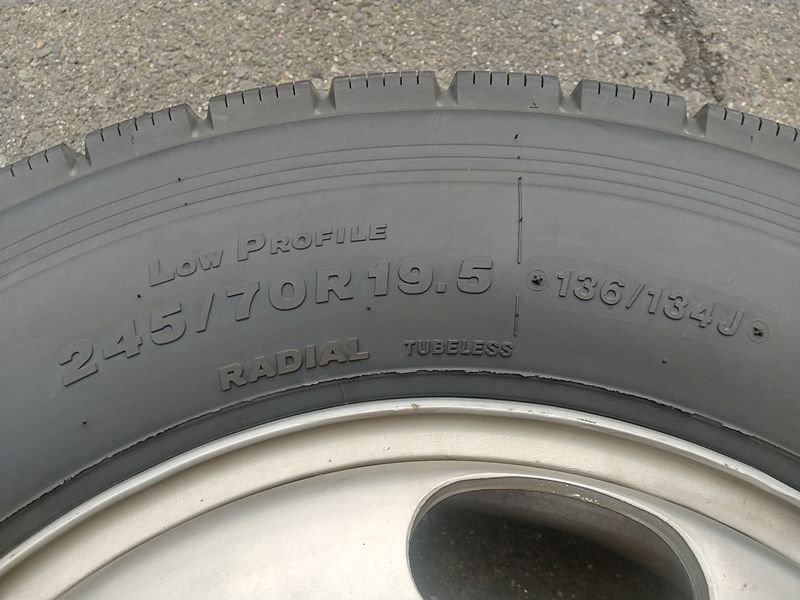 LOW PROFILE
245/70R19.5 136/134J
RADIAL TUBELESS